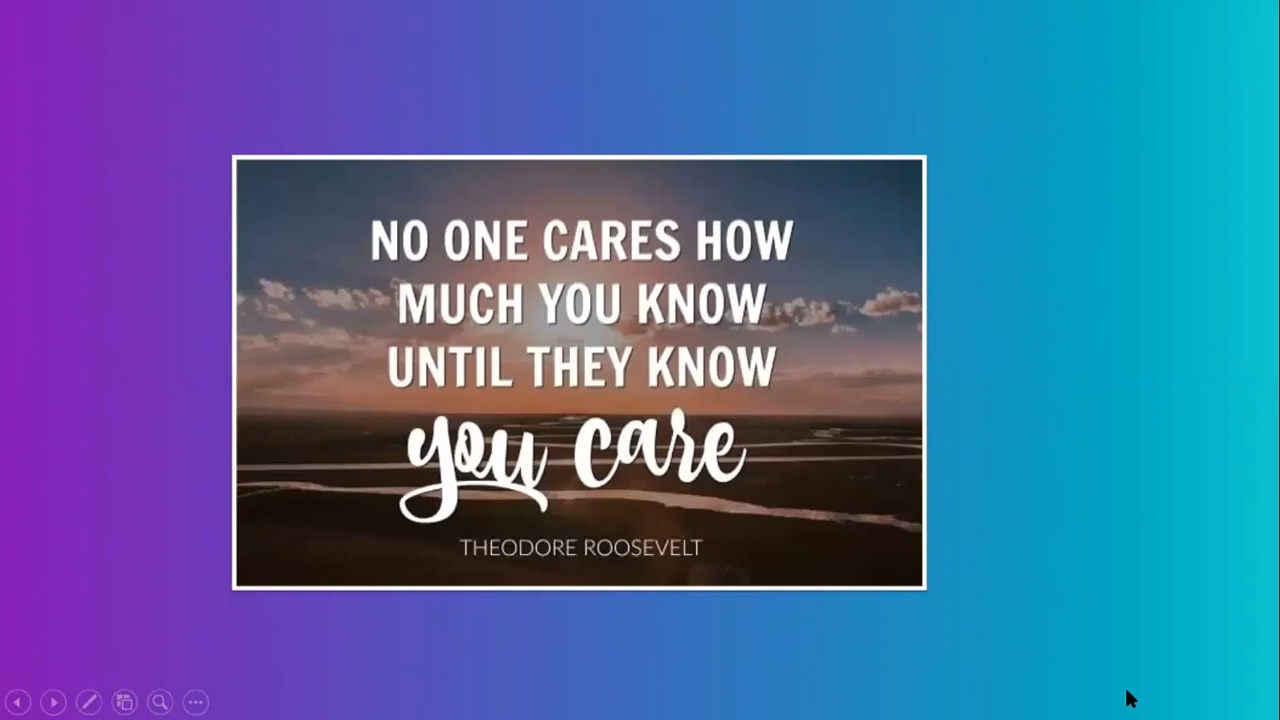 NO ONE CARES HOW
MUCH YOU KNOW
UNTIL THEY KNOW
you care
THEODORE ROOSEVELT